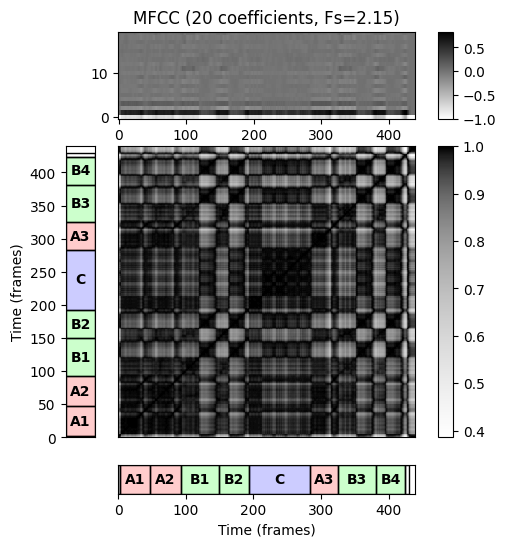 MFCC (20 coefficients, Fs=2.15)
10
0
0 100 200 300 400
0.5
0.0
−0.5
−1.0
Time (frames)
400
350
300
250
200
150
100
50
0
B4
B3
A3
C
B2
B1
A2
A1
1.0
0.9
0.8
0.7
0.6
0.5
0.4
A1 A2 B1 B2 C A3 B3 B4
0 200 400
Time (frames)